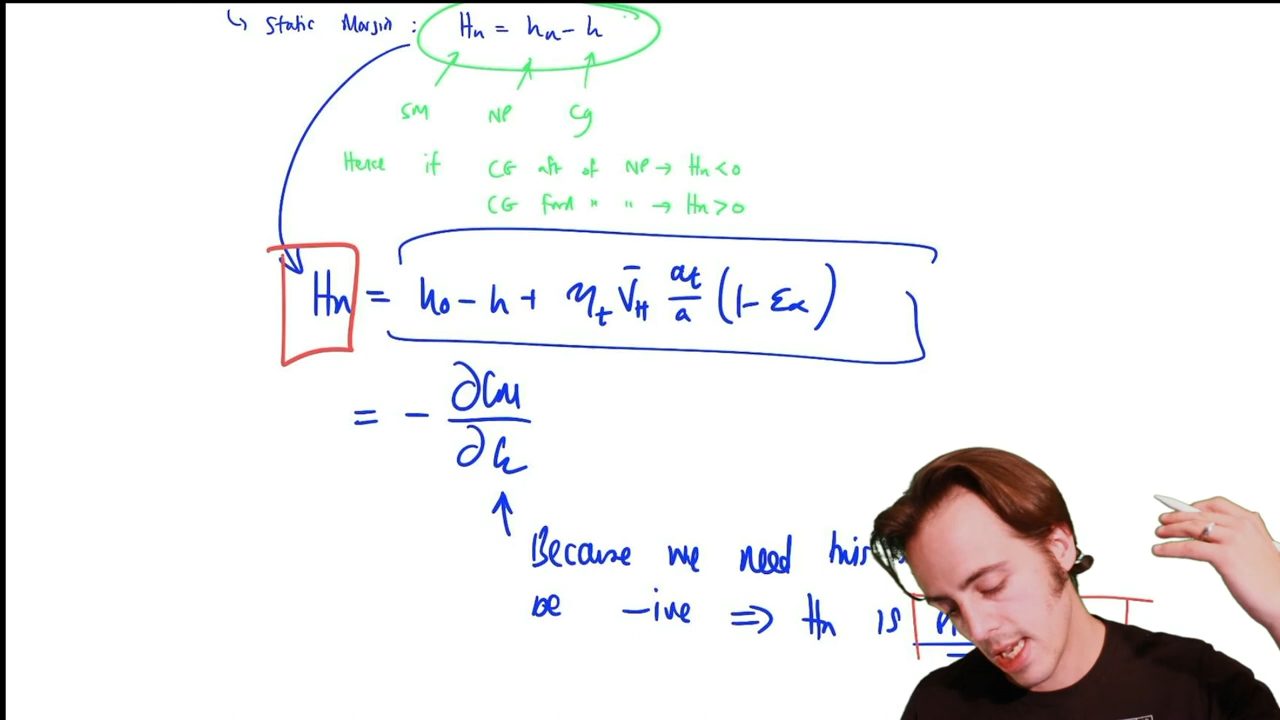 ↳ Static Margin : Hn = hn - h
SM NP Cg
Hence if CG aft of NP → Hn < 0
CG fwrd " " → Hn > 0
Hn = h0 - h + ηt V̄H at/a (1 - εα)
= - ∂CM/∂CL
↑
Because we need this
be -ive ⇒ Hn is